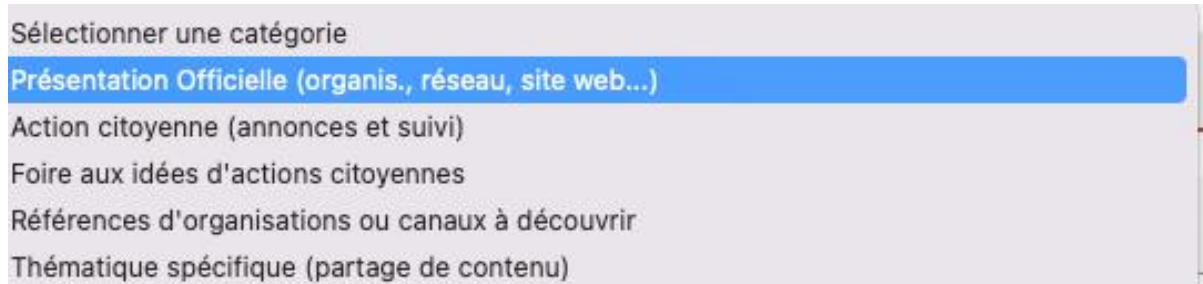 Sélectionner une catégorie
Présentation Officielle (organis., réseau, site web...)
Action citoyenne (annonces et suivi)
Foire aux idées d'actions citoyennes
Références d'organisations ou canaux à découvrir
Thématique spécifique (partage de contenu)